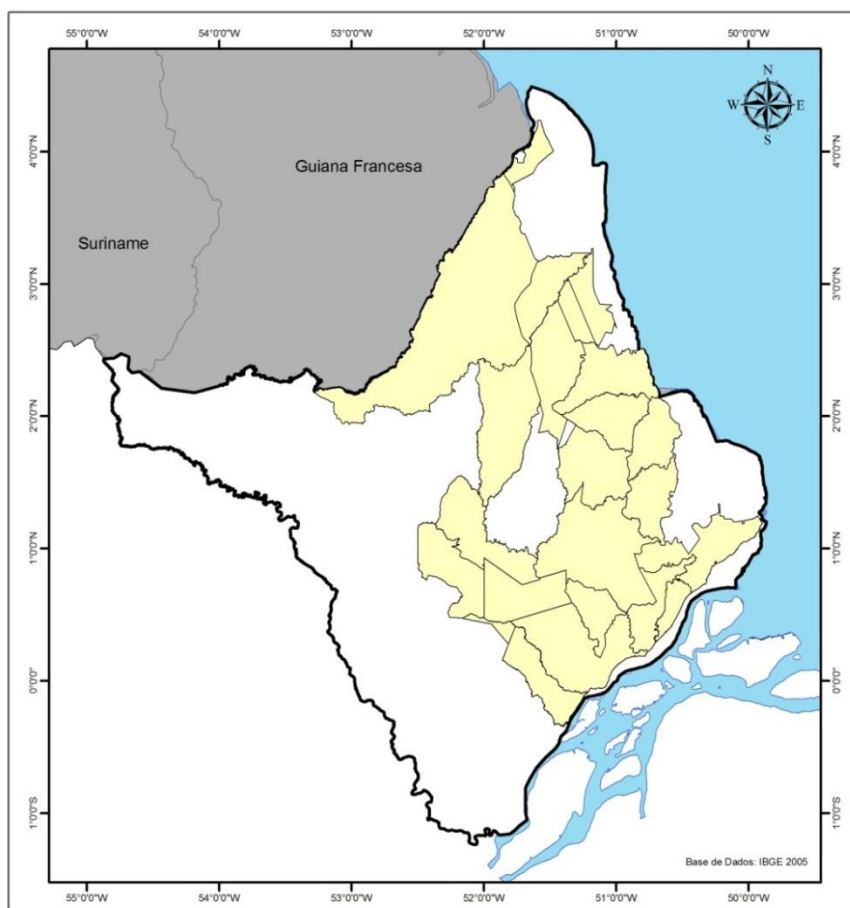 55°0'0"W 54°0'0"W 53°0'0"W 52°0'0"W 51°0'0"W 50°0'0"W
N
W E
S
4°0'0"N 4°0'0"N
Guiana Francesa
Suriname
3°0'0"N 3°0'0"N
2°0'0"N 2°0'0"N
1°0'0"N 1°0'0"N
0°0'0" 0°0'0"
1°0'0"S 1°0'0"S
Base de Dados: IBGE 2005
55°0'0"W 54°0'0"W 53°0'0"W 52°0'0"W 51°0'0"W 50°0'0"W